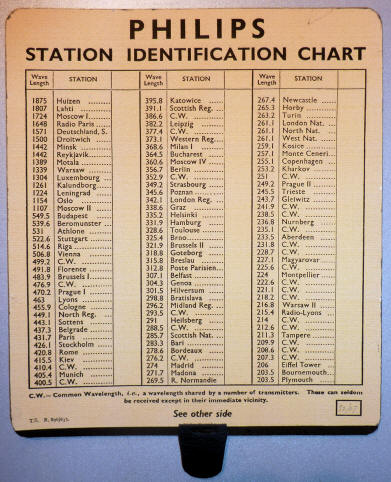 PHILIPS
STATION IDENTIFICATION CHART
Wave Length STATION
1875 Huizen
1807 Lahti
1724 Moscow I
1648 Radio Paris
1571 Deutschland, S.
1500 Droitwich
1442 Minsk
1442 Reykjavik
1389 Motala
1339 Warsaw
1304 Luxembourg
1261 Kalundborg
1224 Leningrad
1154 Oslo
1107 Moscow II
549.5 Budapest
549.5 Beromunster
531 Athlone
522.6 Stuttgart
514.6 Riga
506.8 Vienna
499.2 C.W.
491.8 Florence
483.9 Brussels I
476.9 C.W.
470.2 Prague I
463 Lyons
455.9 Cologne
449.1 North Reg.
443.1 Sottens
437.3 Belgrade
431.7 Paris
426.1 Stockholm
420.8 Rome
415.5 Kiev
410.4 C.W.
405.4 Munich
400.5 C.W.
Wave Length STATION
395.8 Katowice
391.1 Scottish Reg.
386.6 C.W.
382.2 Leipzig
377.4 C.W.
373.1 Western Reg.
368.6 Milan I
364.5 Bucharest
360.6 Moscow IV
356.7 Berlin
352.9 C.W.
349.2 Strasbourg
345.6 Poznan
342.1 London Reg.
338.6 Graz
335.2 Helsinki
331.9 Hamburg
328.6 Toulouse
325.4 Brno
321.9 Brussels II
318.8 Goteborg
315.8 Breslau
312.8 Poste Parisien
307.1 Belfast
304.3 Genoa
301.5 Hilversum
298.8 Bratislava
296.2 Midland Reg.
293.5 C.W.
291 Heilsberg
288.5 C.W.
285.7 Scottish Nat.
283.3 Bari
278.6 Bordeaux
276.2 C.W.
274 Madrid
271.7 Madona
269.5 R. Normandie
Wave Length STATION
267.4 Newcastle
265.3 Horby
263.2 Turin
261.1 London Nat.
261.1 North Nat.
261.1 West Nat.
259.1 Kosice
257.1 Monte Ceneri
255.1 Copenhagen
253.2 Kharkov
251 C.W.
249.2 Prague II
245.5 Trieste
243.7 Gleiwitz
241.9 C.W.
238.5 C.W.
236.8 Nurnberg
235.1 C.W.
233.5 Aberdeen
231.8 C.W.
228.7 C.W.
227.1 Magyarovar
225.6 C.W.
224 Montpellier
222.6 C.W.
221.1 C.W.
218.2 C.W.
216.8 Warsaw II
215.4 Radio-Lyons
214 C.W.
212.6 C.W.
211.3 Tampere
209.9 C.W.
208.6 C.W.
207.3 C.W.
206 Eiffel Tower
203.5 Bournemouth
203.5 Plymouth
C.W.—Common Wavelength, i.e., a wavelength shared by a number of transmitters. These can seldom
be received except in their immediate vicinity.
See other side